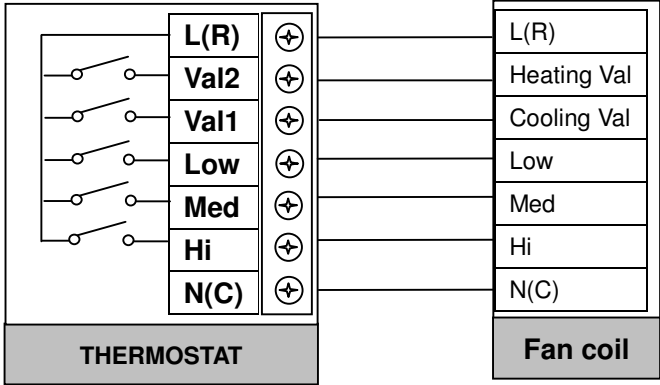 L(R)
Val2
Val1
Low
Med
Hi
N(C)
THERMOSTAT
L(R)
Heating Val
Cooling Val
Low
Med
Hi
N(C)
Fan coil